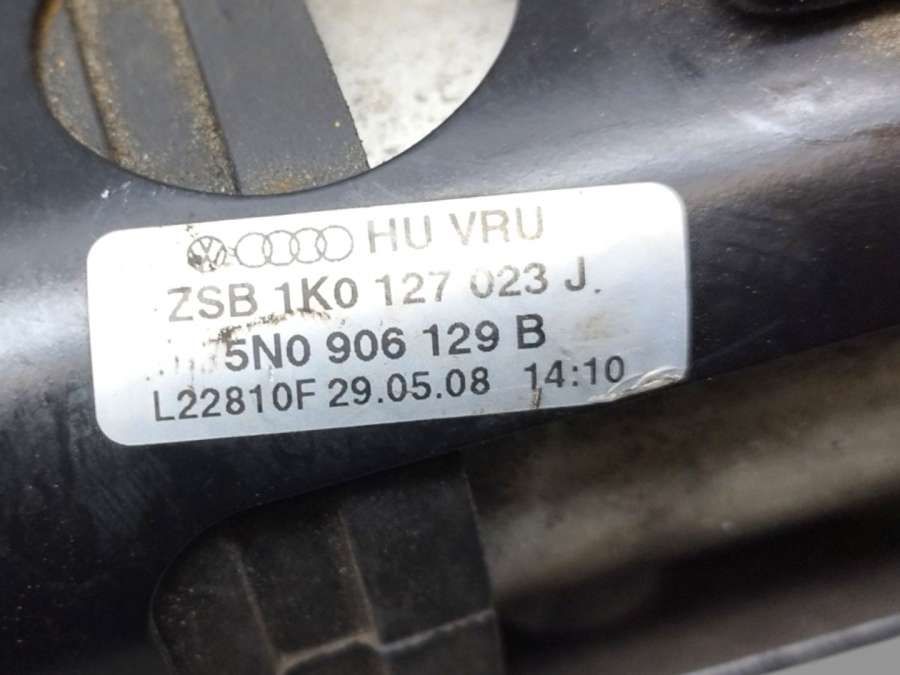 HU VRU
ZSB 1K0 127 023 J
5N0 906 129 B
L22810F 29.05.08 14:10